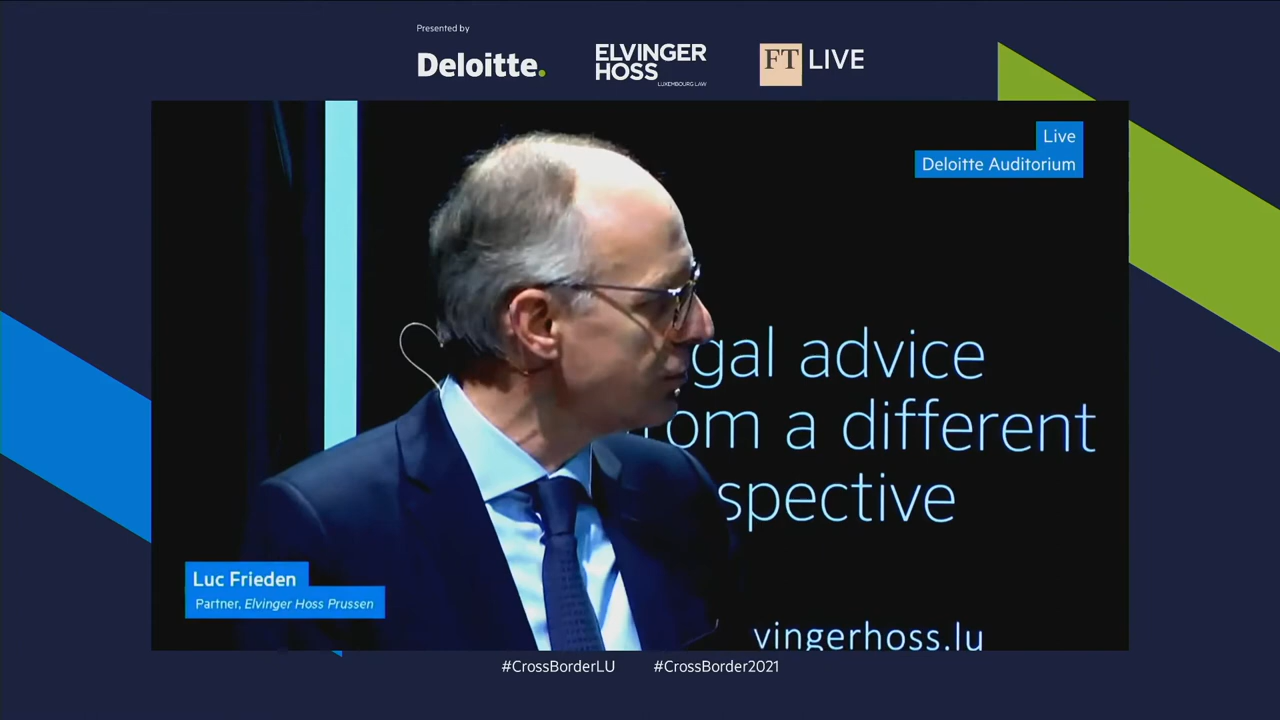 Presented by
Deloitte.
ELVINGER
HOSS
LUXEMBOURG LAW
FT LIVE
Live
Deloitte Auditorium
gal advice
om a different
spective
Luc Frieden
Partner, Elvinger Hoss Prussen
vingerhoss.lu
#CrossBorderLU #CrossBorder2021